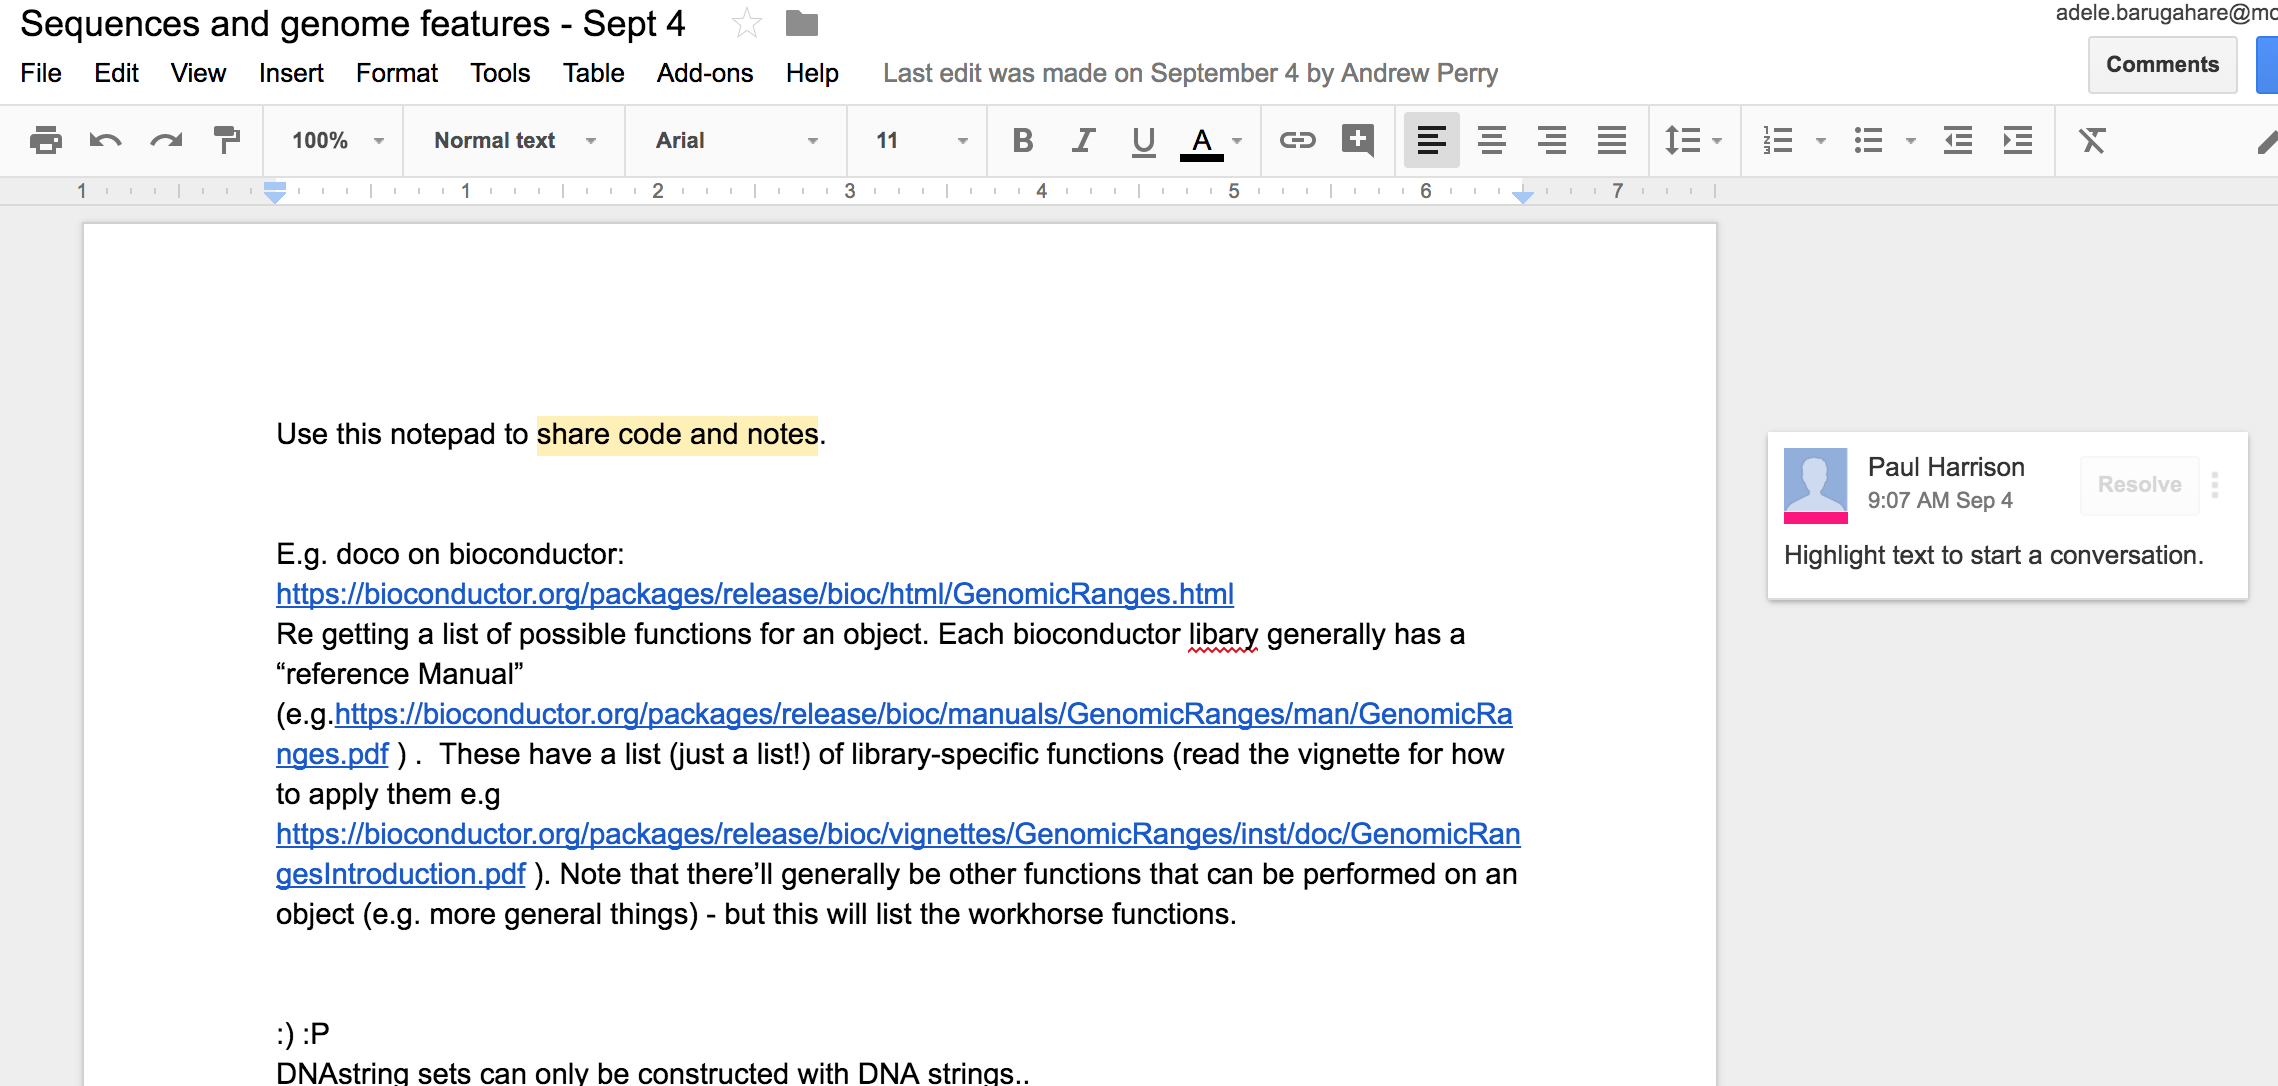 Sequences and genome features - Sept 4
adele.barugahare@mo
File Edit View Insert Format Tools Table Add-ons Help Last edit was made on September 4 by Andrew Perry
Comments
100% Normal text Arial 11 B I U A
1 1 2 3 4 5 6 7
Use this notepad to share code and notes.
Paul Harrison
9:07 AM Sep 4
Resolve
Highlight text to start a conversation.
E.g. doco on bioconductor:
https://bioconductor.org/packages/release/bioc/html/GenomicRanges.html
Re getting a list of possible functions for an object. Each bioconductor libary generally has a
“reference Manual”
(e.g.https://bioconductor.org/packages/release/bioc/manuals/GenomicRanges/man/GenomicRa
nges.pdf ) .  These have a list (just a list!) of library-specific functions (read the vignette for how
to apply them e.g
https://bioconductor.org/packages/release/bioc/vignettes/GenomicRanges/inst/doc/GenomicRan
gesIntroduction.pdf ). Note that there’ll generally be other functions that can be performed on an
object (e.g. more general things) - but this will list the workhorse functions.
:) :P
DNAstring sets can only be constructed with DNA strings..